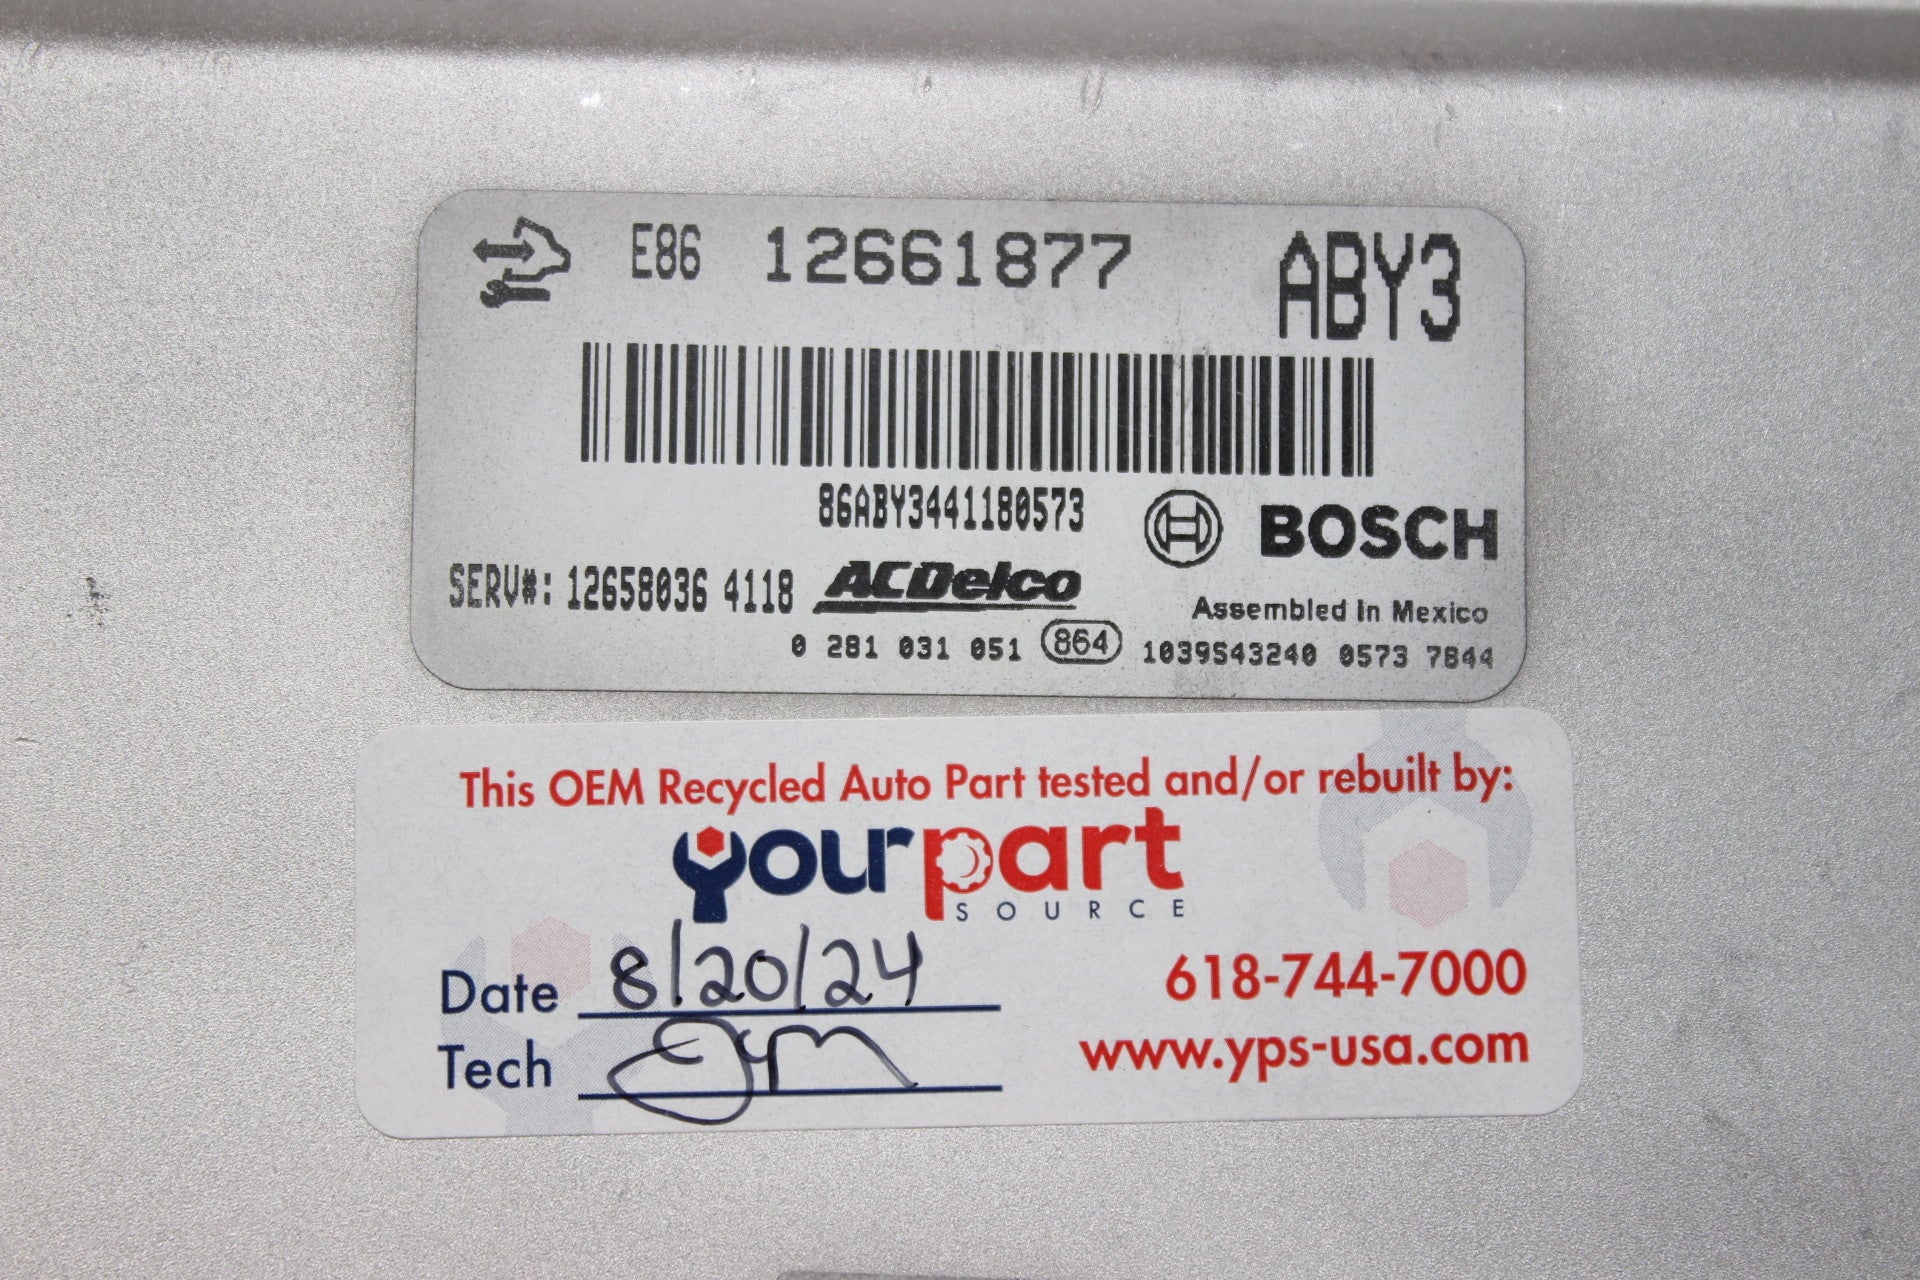 E86 12661877 ABY3
86ABY3441180573
BOSCH
SERV#: 12658036 4118 ACDelco
Assembled in Mexico
0 281 031 051 864 1039S43240 0573 7844
This OEM Recycled Auto Part tested and/or rebuilt by:
yourpart
SOURCE
Date 8/20/24
618-744-7000
Tech
www.yps-usa.com